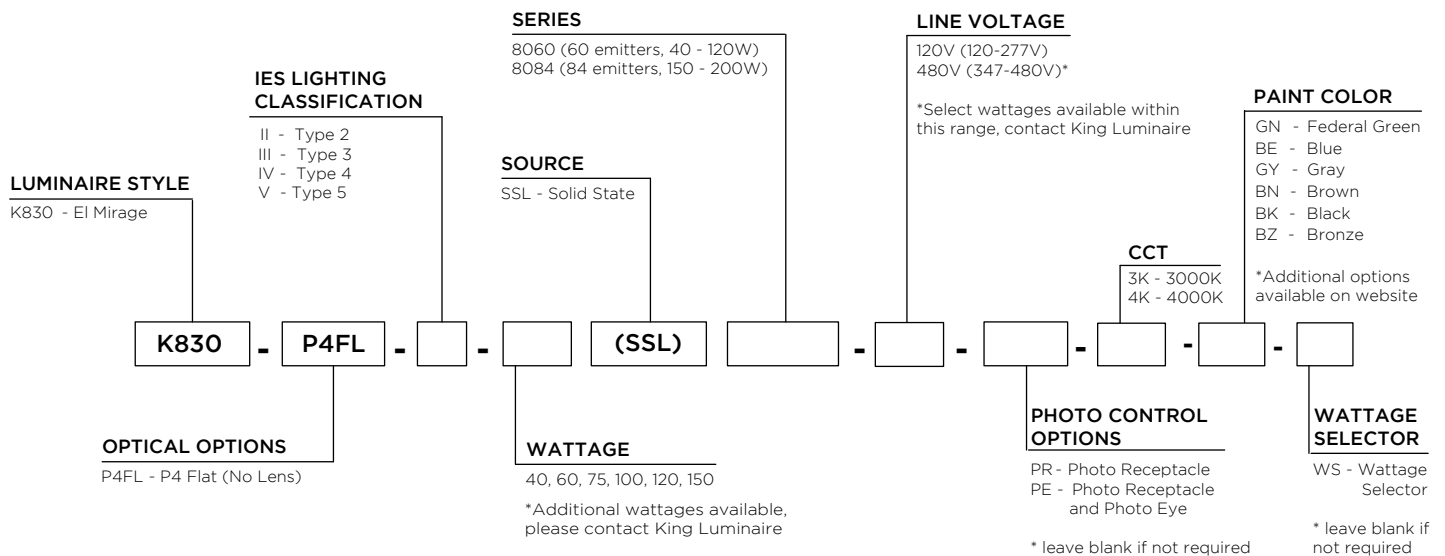 SERIES
8060 (60 emitters, 40 - 120W)
8084 (84 emitters, 150 - 200W)
LINE VOLTAGE
120V (120-277V)
480V (347-480V)*
*Select wattages available within
this range, contact King Luminaire
IES LIGHTING
CLASSIFICATION
II - Type 2
III - Type 3
IV - Type 4
V - Type 5
PAINT COLOR
GN - Federal Green
BE - Blue
GY - Gray
BN - Brown
BK - Black
BZ - Bronze
*Additional options
available on website
SOURCE
SSL - Solid State
LUMINAIRE STYLE
K830 - El Mirage
CCT
3K - 3000K
4K - 4000K
K830 - P4FL - - (SSL) - - - - -
OPTICAL OPTIONS
P4FL - P4 Flat (No Lens)
WATTAGE
40, 60, 75, 100, 120, 150
*Additional wattages available,
please contact King Luminaire
PHOTO CONTROL
OPTIONS
PR - Photo Receptacle
PE - Photo Receptacle
and Photo Eye
* leave blank if not required
WATTAGE
SELECTOR
WS - Wattage
Selector
* leave blank if
not required